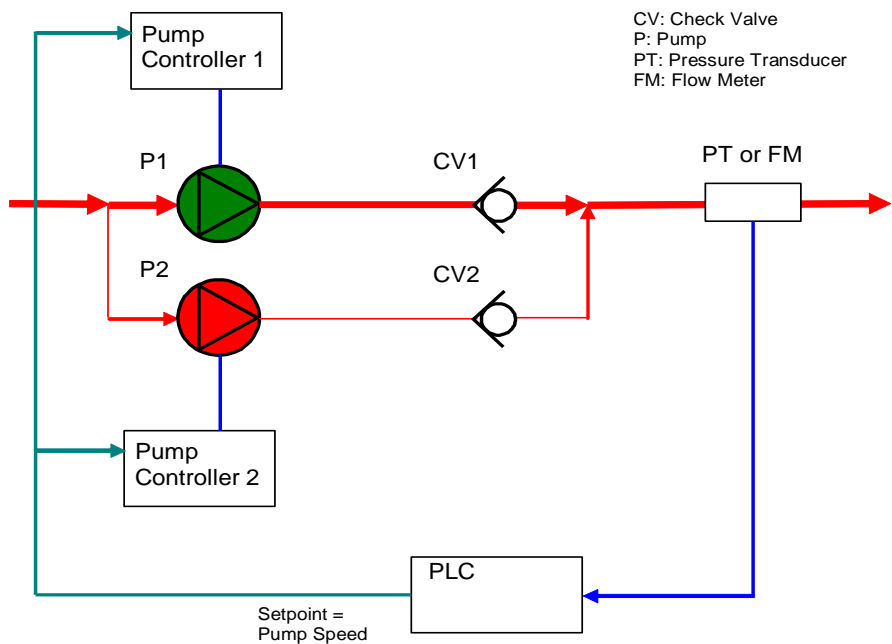 Pump
Controller 1
CV: Check Valve
P: Pump
PT: Pressure Transducer
FM: Flow Meter
P1
CV1
PT or FM
P2
CV2
Pump
Controller 2
PLC
Setpoint =
Pump Speed